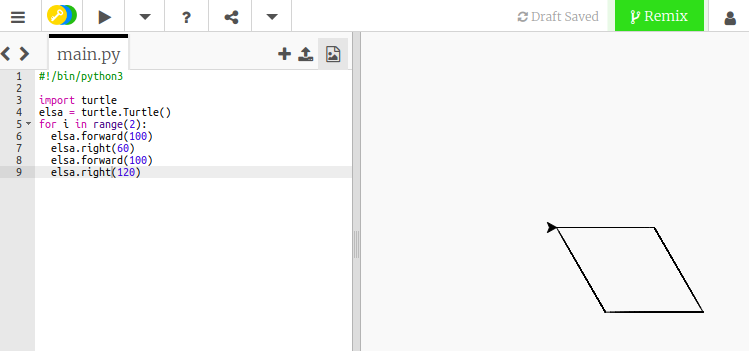 Draft Saved
Remix
main.py
1 #!/bin/python3
2
3 import turtle
4 elsa = turtle.Turtle()
5 for i in range(2):
6   elsa.forward(100)
7   elsa.right(60)
8   elsa.forward(100)
9   elsa.right(120)